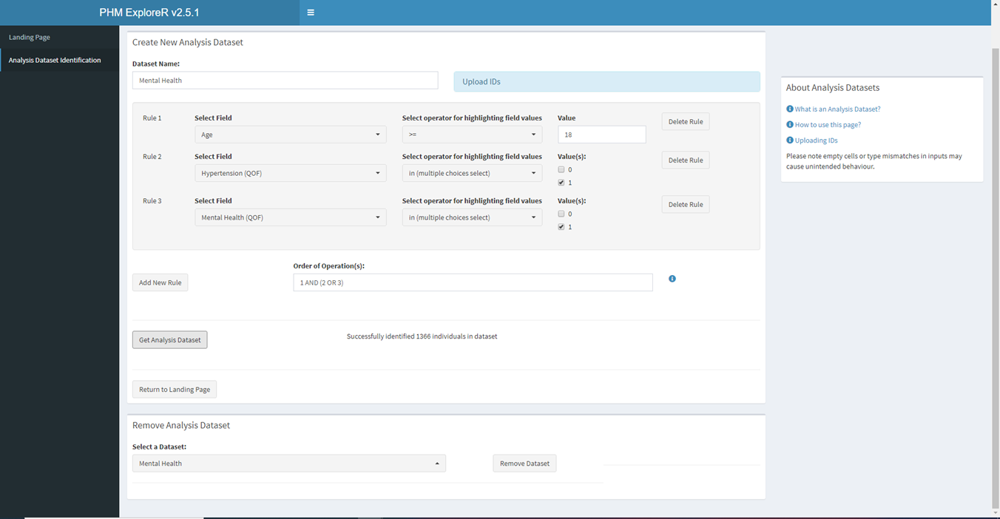 PHM ExploreR v2.5.1
Landing Page
Analysis Dataset Identification
Create New Analysis Dataset
Dataset Name:
Mental Health
Upload IDs
Rule 1
Select Field
Select operator for highlighting field values
Value
Age
>=
18
Delete Rule
Rule 2
Select Field
Select operator for highlighting field values
Value(s):
Hypertension (QOF)
in (multiple choices select)
0
1
Delete Rule
Rule 3
Select Field
Select operator for highlighting field values
Value(s):
Mental Health (QOF)
in (multiple choices select)
0
1
Delete Rule
Add New Rule
Order of Operation(s):
1 AND (2 OR 3)
Get Analysis Dataset
Successfully identified 1366 individuals in dataset
Return to Landing Page
Remove Analysis Dataset
Select a Dataset:
Mental Health
Remove Dataset
About Analysis Datasets
What is an Analysis Dataset?
How to use this page?
Uploading IDs
Please note empty cells or type mismatches in inputs may
cause unintended behaviour.